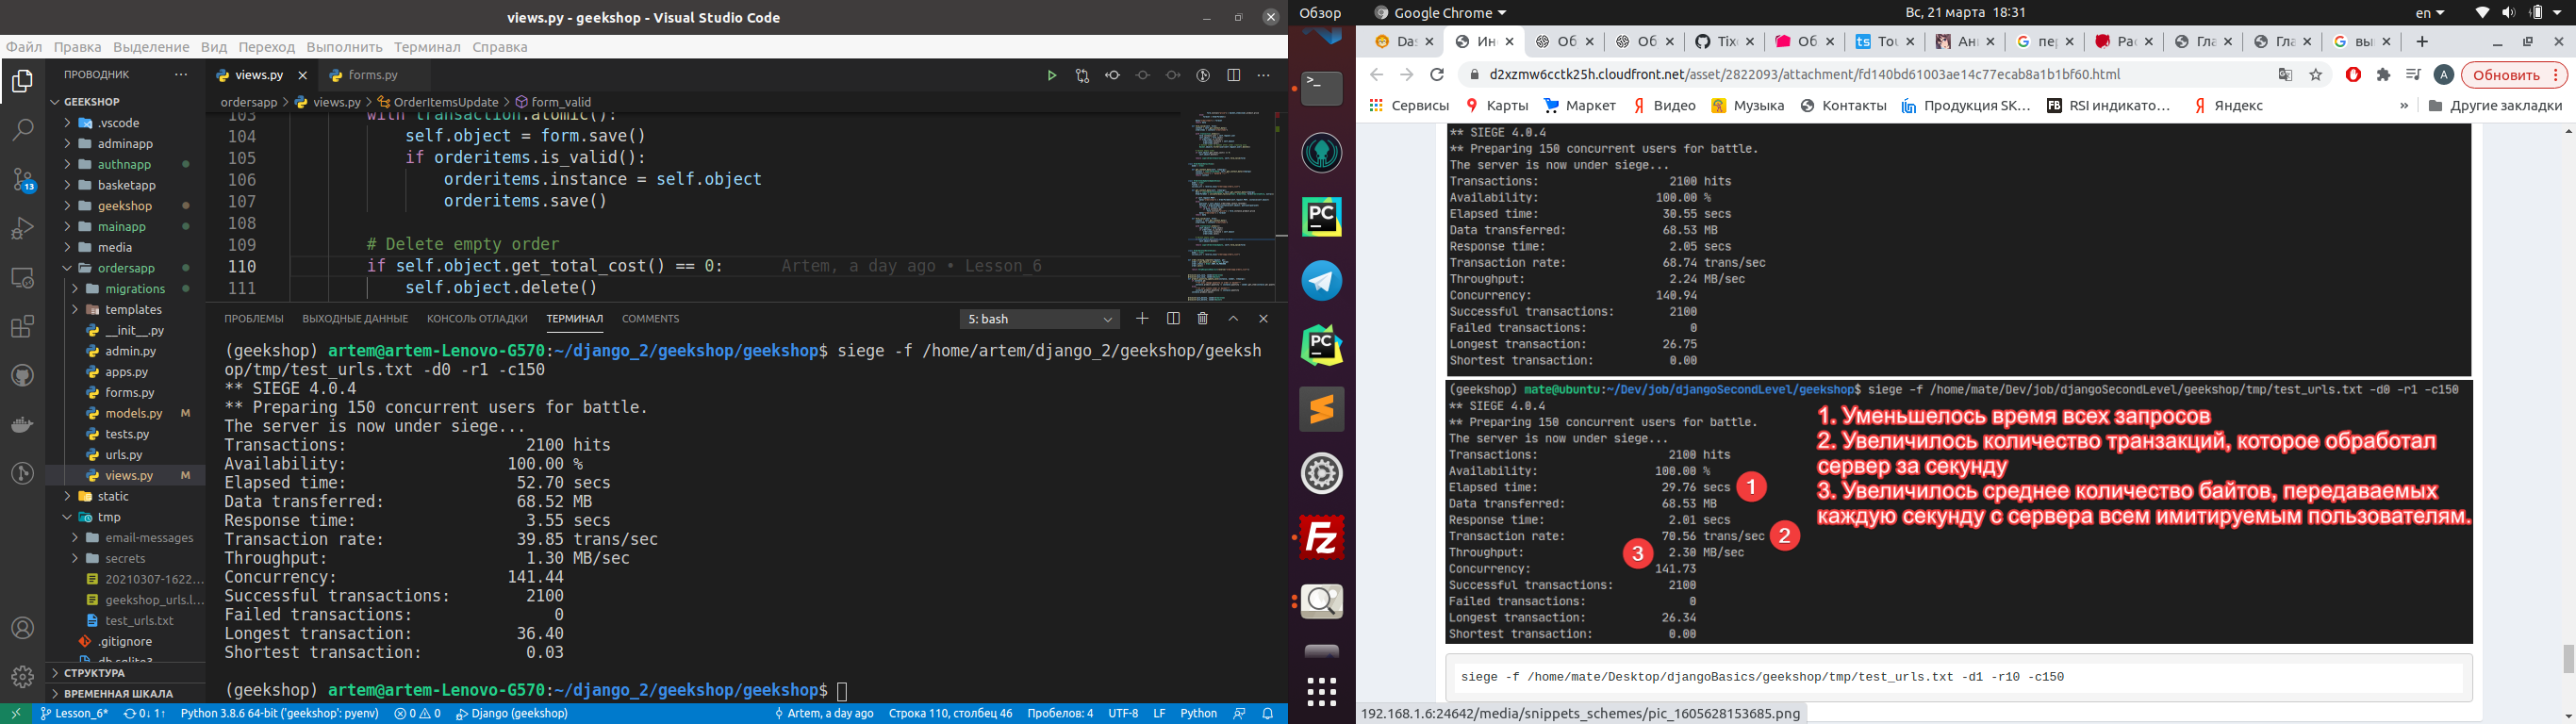 views.py - geekshop - Visual Studio Code
Файл Правка Выделение Вид Переход Выполнить Терминал Справка
ПРОВОДНИК
GEEKSHOP
.vscode
adminapp
authnapp
basketapp
geekshop
mainapp
media
ordersapp
migrations
templates
__init__.py
admin.py
apps.py
forms.py
models.py M
tests.py
urls.py
views.py M
static
tmp
email-messages
secrets
20210307-1622...
geekshop_urls.l...
test_urls.txt
.gitignore
db.sqlite3
СТРУКТУРА
ВРЕМЕННАЯ ШКАЛА
13
views.py forms.py
ordersapp > views.py > OrderItemsUpdate > form_valid
103 with transaction.atomic():
104 self.object = form.save()
105 if orderitems.is_valid():
106 orderitems.instance = self.object
107 orderitems.save()
108
109 # Delete empty order
110 if self.object.get_total_cost() == 0: Artem, a day ago • Lesson_6
111 self.object.delete()
ПРОБЛЕМЫ ВЫХОДНЫЕ ДАННЫЕ КОНСОЛЬ ОТЛАДКИ ТЕРМИНАЛ COMMENTS 5: bash
(geekshop) artem@artem-Lenovo-G570:~/django_2/geekshop/geekshop$ siege -f /home/artem/django_2/geekshop/geeksh
op/tmp/test_urls.txt -d0 -r1 -c150
** SIEGE 4.0.4
** Preparing 150 concurrent users for battle.
The server is now under siege...
Transactions: 2100 hits
Availability: 100.00 %
Elapsed time: 52.70 secs
Data transferred: 68.52 MB
Response time: 3.55 secs
Transaction rate: 39.85 trans/sec
Throughput: 1.30 MB/sec
Concurrency: 141.44
Successful transactions: 2100
Failed transactions: 0
Longest transaction: 36.40
Shortest transaction: 0.03
(geekshop) artem@artem-Lenovo-G570:~/django_2/geekshop/geekshop$
Lesson_6* 0↓ 1↑ Python 3.8.6 64-bit ('geekshop': pyenv) 0 0 Django (geekshop) Artem, a day ago Строка 110, столбец 46 Пробелов: 4 UTF-8 LF Python
Обзор Google Chrome Вс, 21 марта 18:31 en
Das Ин Об Об Tix Об Tou Ан пер Рас Гла Гла вы
d2xzmw6cctk25h.cloudfront.net/asset/2822093/attachment/fd140bd61003ae14c77ecab8a1b1bf60.html A Обновить
Сервисы Карты Маркет Видео Музыка Контакты Продукция SK... RSI индикато... Яндекс » Другие закладки
** SIEGE 4.0.4
** Preparing 150 concurrent users for battle.
The server is now under siege...
Transactions: 2100 hits
Availability: 100.00 %
Elapsed time: 30.55 secs
Data transferred: 68.53 MB
Response time: 2.05 secs
Transaction rate: 68.74 trans/sec
Throughput: 2.24 MB/sec
Concurrency: 140.94
Successful transactions: 2100
Failed transactions: 0
Longest transaction: 26.75
Shortest transaction: 0.00
(geekshop) mate@ubuntu:~/Dev/job/djangoSecondLevel/geekshop$ siege -f /home/mate/Dev/job/djangoSecondLevel/geekshop/tmp/test_urls.txt -d0 -r1 -c150
** SIEGE 4.0.4
** Preparing 150 concurrent users for battle.
The server is now under siege...
Transactions: 2100 hits
Availability: 100.00 %
Elapsed time: 29.76 secs 1
Data transferred: 68.53 MB
Response time: 2.01 secs
Transaction rate: 70.56 trans/sec 2
Throughput: 3 2.30 MB/sec
Concurrency: 141.73
Successful transactions: 2100
Failed transactions: 0
Longest transaction: 26.34
Shortest transaction: 0.00
1. Уменьшелось время всех запросов
2. Увеличилось количество транзакций, которое обработал
сервер за секунду
3. Увеличилось среднее количество байтов, передаваемых
каждую секунду с сервера всем имитируемым пользователям.
siege -f /home/mate/Desktop/djangoBasics/geekshop/tmp/test_urls.txt -d1 -r10 -c150
192.168.1.6:24642/media/snippets_schemes/pic_1605628153685.png